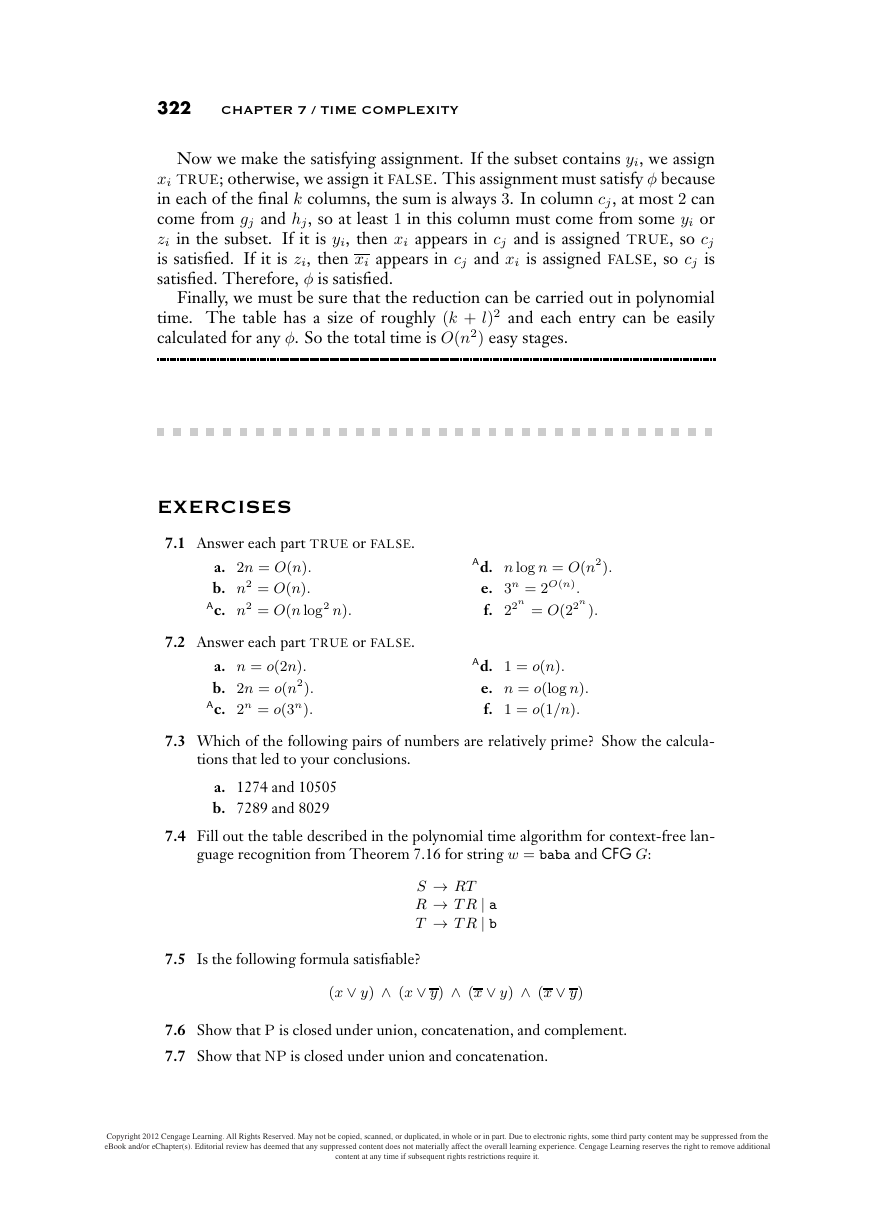 322 CHAPTER 7 / TIME COMPLEXITY
Now we make the satisfying assignment. If the subset contains yᵢ, we assign
xᵢ TRUE; otherwise, we assign it FALSE. This assignment must satisfy ϕ because
in each of the final k columns, the sum is always 3. In column cⱼ, at most 2 can
come from gⱼ and hⱼ, so at least 1 in this column must come from some yᵢ or
zᵢ in the subset. If it is yᵢ, then xᵢ appears in cⱼ and is assigned TRUE, so cⱼ
is satisfied. If it is zᵢ, then x̅ᵢ appears in cⱼ and xᵢ is assigned FALSE, so cⱼ is
satisfied. Therefore, ϕ is satisfied.
Finally, we must be sure that the reduction can be carried out in polynomial
time. The table has a size of roughly (k + l)² and each entry can be easily
calculated for any ϕ. So the total time is O(n²) easy stages.
EXERCISES
7.1 Answer each part TRUE or FALSE.
a. 2n = O(n).
b. n² = O(n).
ᴬc. n² = O(n log² n).
ᴬd. n log n = O(n²).
e. 3ⁿ = 2^O(n).
f. 2^2^n = O(2^2^n).
7.2 Answer each part TRUE or FALSE.
a. n = o(2n).
b. 2n = o(n²).
ᴬc. 2ⁿ = o(3ⁿ).
ᴬd. 1 = o(n).
e. n = o(log n).
f. 1 = o(1/n).
7.3 Which of the following pairs of numbers are relatively prime? Show the calcula-
tions that led to your conclusions.
a. 1274 and 10505
b. 7289 and 8029
7.4 Fill out the table described in the polynomial time algorithm for context-free lan-
guage recognition from Theorem 7.16 for string w = baba and CFG G:
S → RT
R → TR | a
T → TR | b
7.5 Is the following formula satisfiable?
(x ∨ y) ∧ (x ∨ y̅) ∧ (x̅ ∨ y) ∧ (x̅ ∨ y̅)
7.6 Show that P is closed under union, concatenation, and complement.
7.7 Show that NP is closed under union and concatenation.
Copyright 2012 Cengage Learning. All Rights Reserved. May not be copied, scanned, or duplicated, in whole or in part. Due to electronic rights, some third party content may be suppressed from the
eBook and/or eChapter(s). Editorial review has deemed that any suppressed content does not materially affect the overall learning experience. Cengage Learning reserves the right to remove additional
content at any time if subsequent rights restrictions require it.